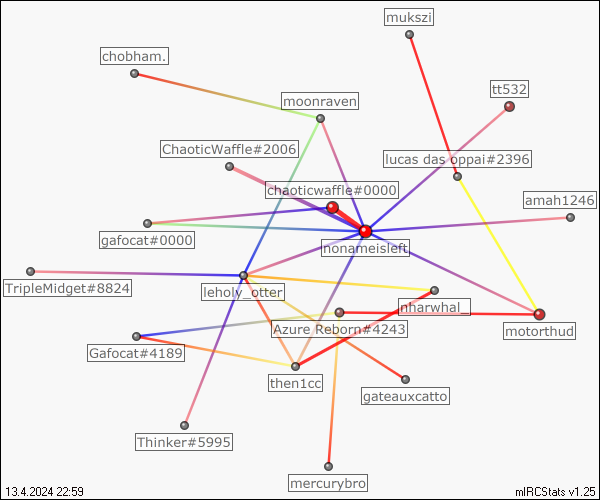 mukszi
chobham.
tt532
moonraven
ChaoticWaffle#2006
lucas das oppai#2396
chaoticwaffle#0000
amah1246
gafocat#0000
nonameisleft
TripleMidget#8824
leholy_otter
nharwhal_
Azure Reborn#4243
motorthud
Gafocat#4189
then1cc
gateauxcatto
Thinker#5995
mercurybro
13.4.2024 22:59
mIRCStats v1.25